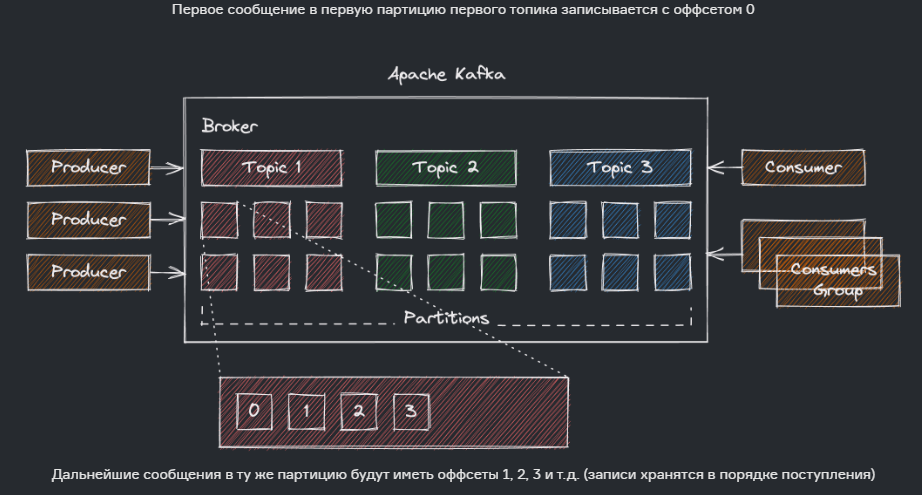 Первое сообщение в первую партицию первого топика записывается с оффсетом 0
Apache Kafka
Broker
Producer
Topic 1
Topic 2
Topic 3
Consumer
Producer
Producer
Consumers
Group
Partitions
0 1 2 3
Дальнейшие сообщения в ту же партицию будут иметь оффсеты 1, 2, 3 и т.д. (записи хранятся в порядке поступления)